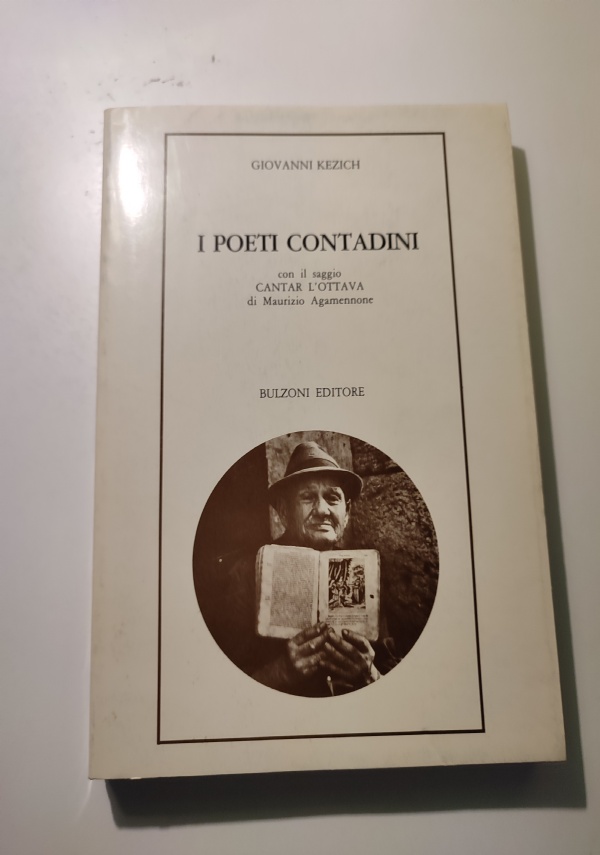 GIOVANNI KEZICH
I POETI CONTADINI
con il saggio
CANTAR L'OTTAVA
di Maurizio Agamennone
BULZONI EDITORE